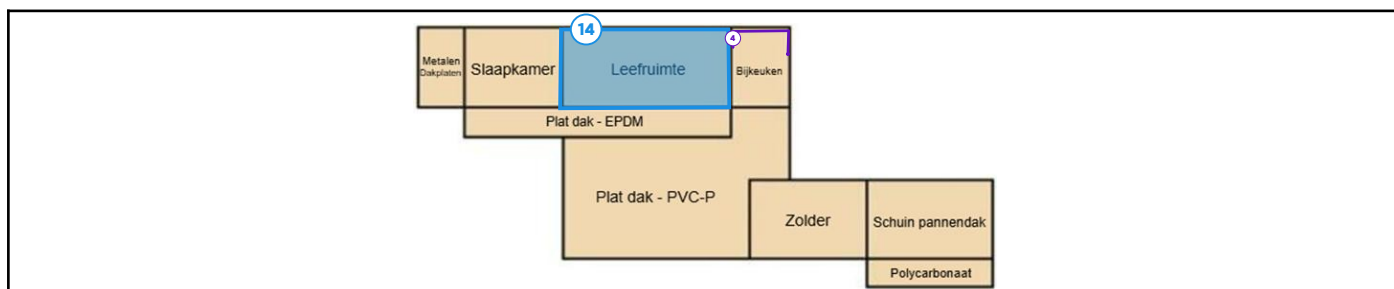 14
4
Metalen
Dakplaten
Slaapkamer
Leefruimte
Bijkeuken
Plat dak - EPDM
Plat dak - PVC-P
Zolder
Schuin pannendak
Polycarbonaat